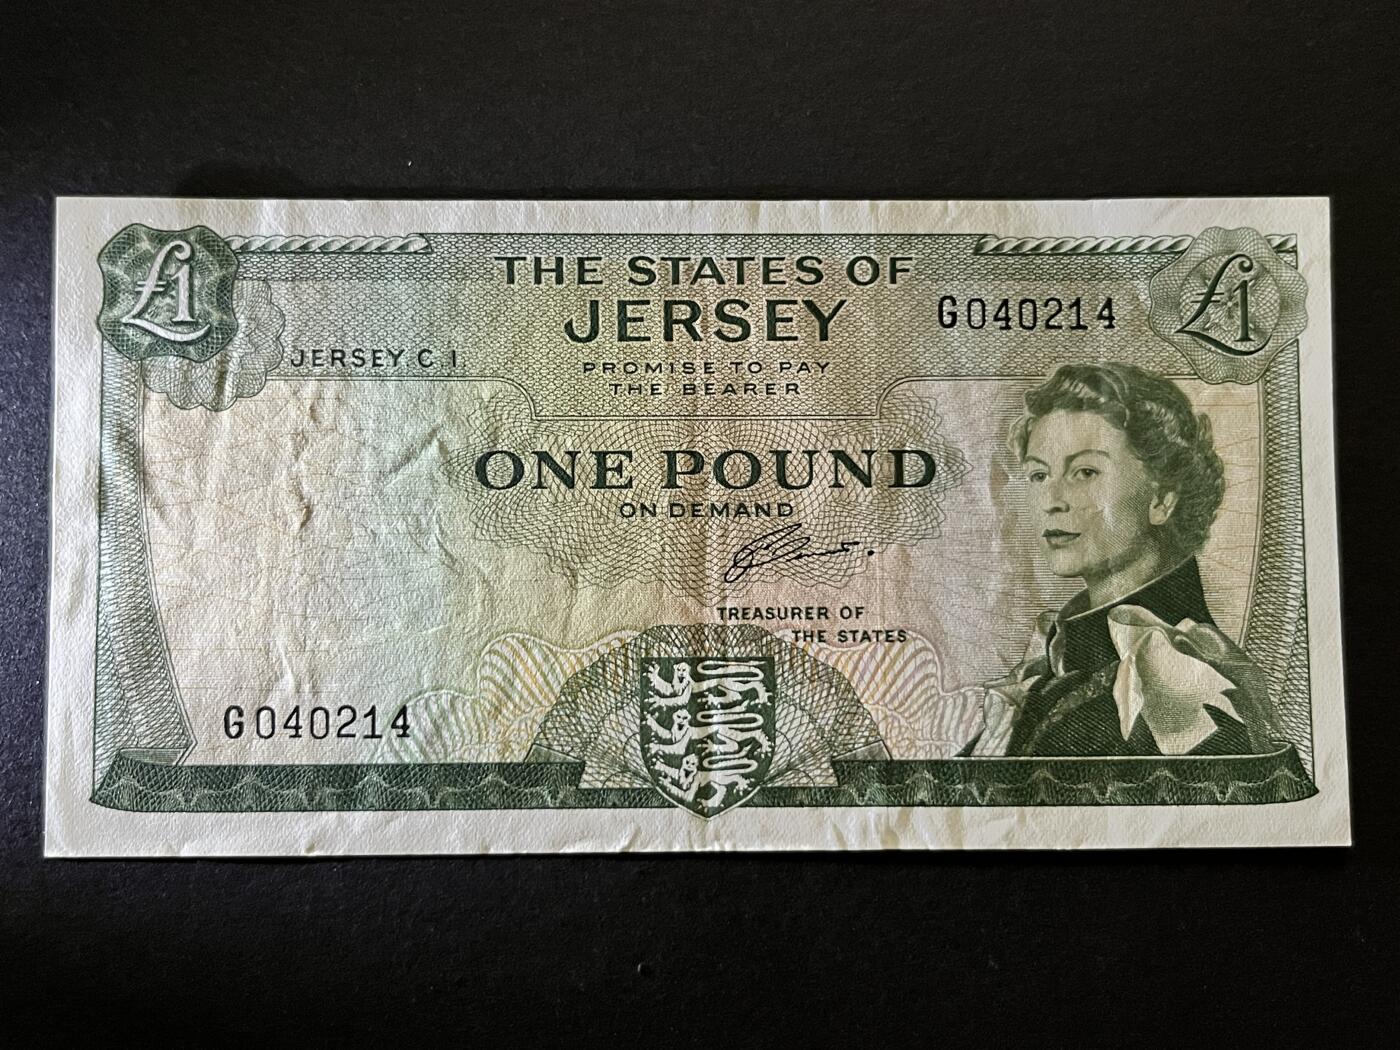 £1
THE STATES OF
JERSEY
G040214
£1
JERSEY. C. I.
PROMISE TO PAY
THE BEARER
ONE POUND
ON DEMAND
TREASURER OF
THE STATES
G040214